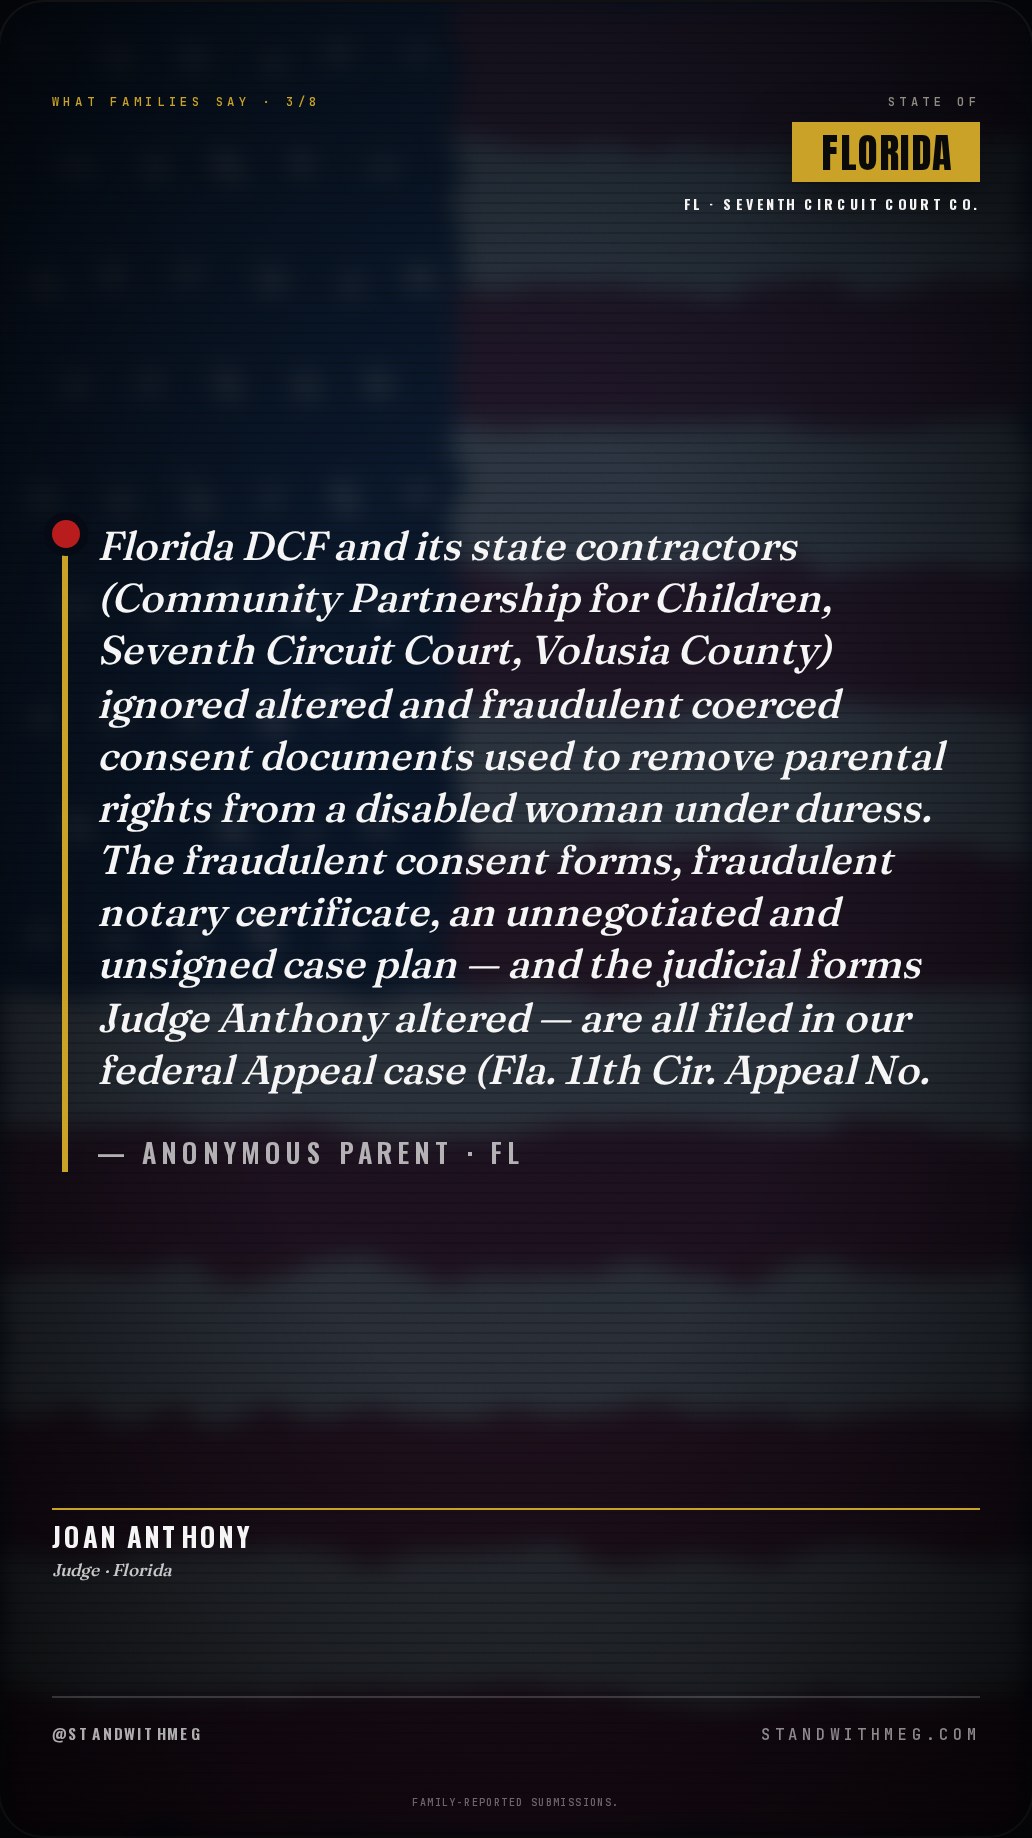 WHAT FAMILIES SAY · 3/8
STATE OF
FLORIDA
FL · SEVENTH CIRCUIT COURT CO.
Florida DCF and its state contractors
(Community Partnership for Children,
Seventh Circuit Court, Volusia County)
ignored altered and fraudulent coerced
consent documents used to remove parental
rights from a disabled woman under duress.
The fraudulent consent forms, fraudulent
notary certificate, an unnegotiated and
unsigned case plan — and the judicial forms
Judge Anthony altered — are all filed in our
federal Appeal case (Fla. 11th Cir. Appeal No.
— ANONYMOUS PARENT · FL
JOAN ANTHONY
Judge · Florida
@STANDWITHMEG
STANDWITHMEG.COM
FAMILY-REPORTED SUBMISSIONS.